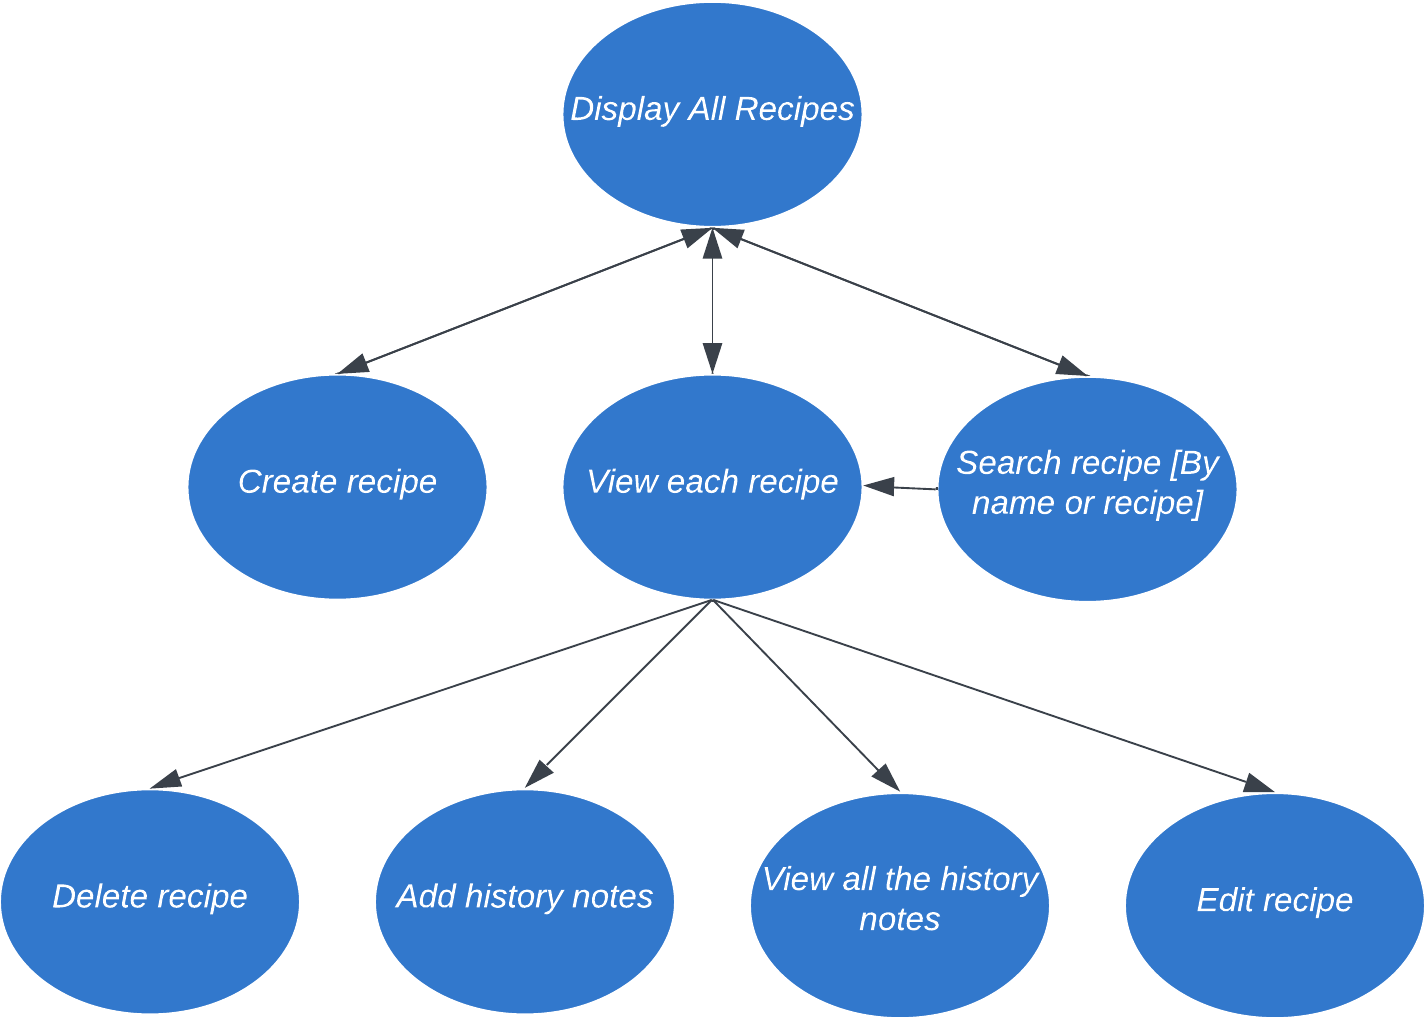 Display All Recipes
Create recipe
View each recipe
Search recipe [By
name or recipe]
Delete recipe
Add history notes
View all the history
notes
Edit recipe